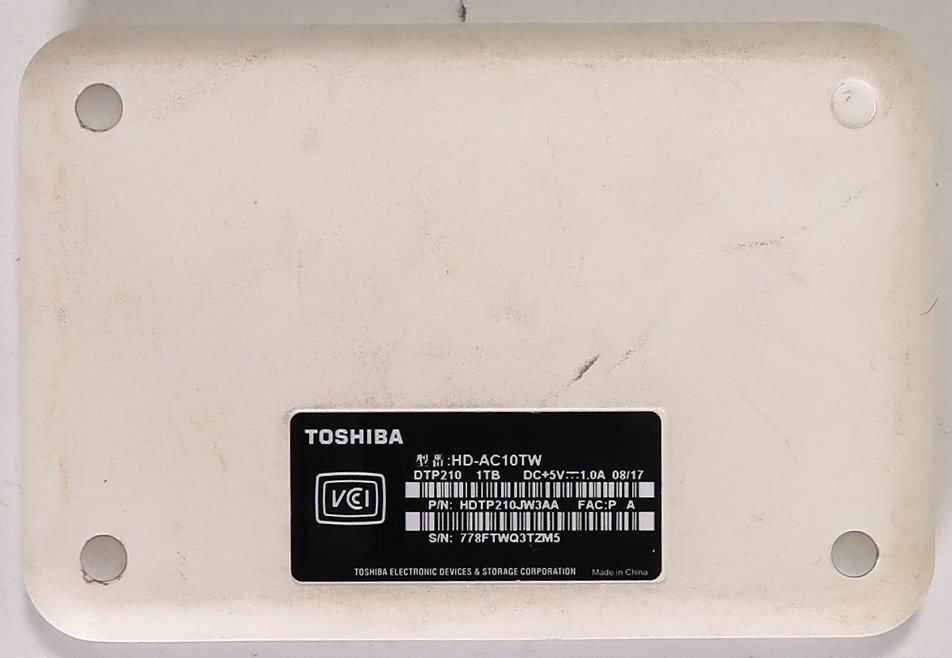 TOSHIBA
型番:HD-AC10TW
DTP210 1TB DC+5V⎓1.0A 08/17
VCCI
P/N: HDTP210JW3AA FAC:P A
S/N: 778FTWQ3TZM5
TOSHIBA ELECTRONIC DEVICES & STORAGE CORPORATION Made in China